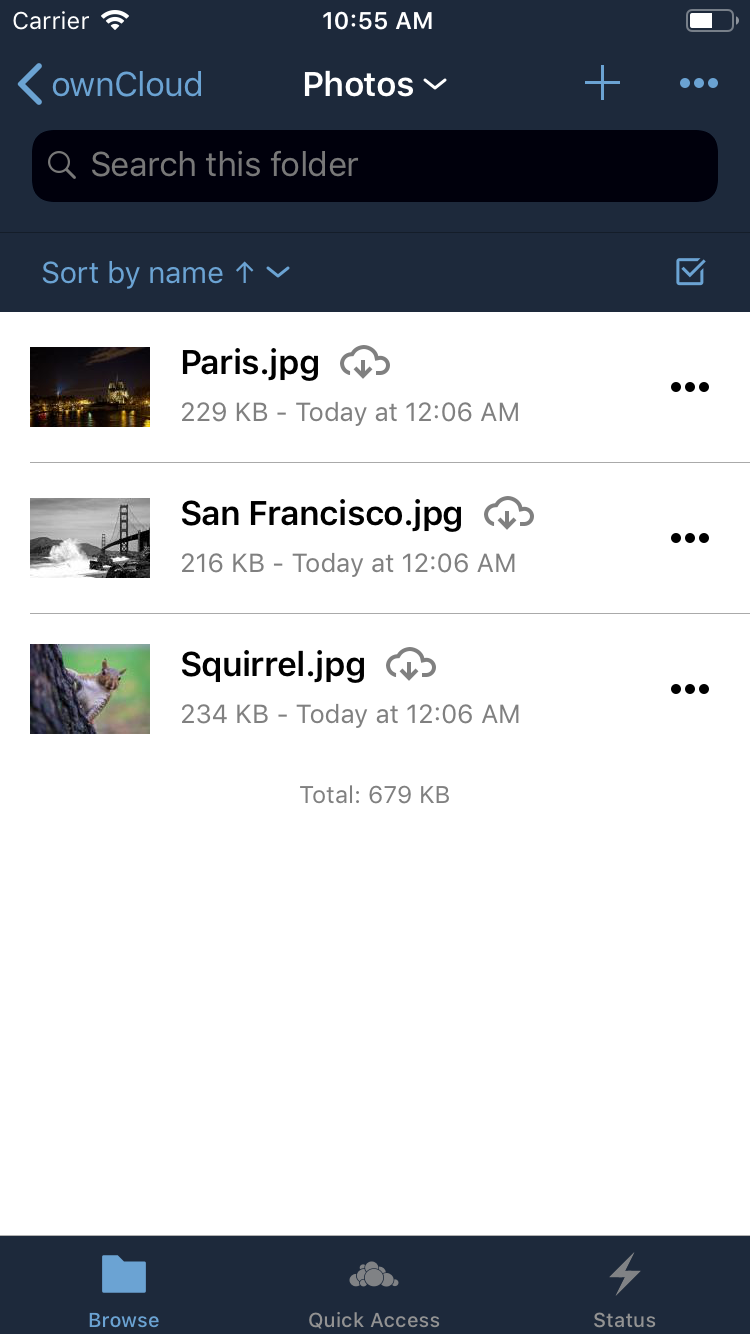 Carrier 10:55 AM
ownCloud Photos
Search this folder
Sort by name ↑
Paris.jpg
229 KB - Today at 12:06 AM
San Francisco.jpg
216 KB - Today at 12:06 AM
Squirrel.jpg
234 KB - Today at 12:06 AM
Total: 679 KB
Browse Quick Access Status